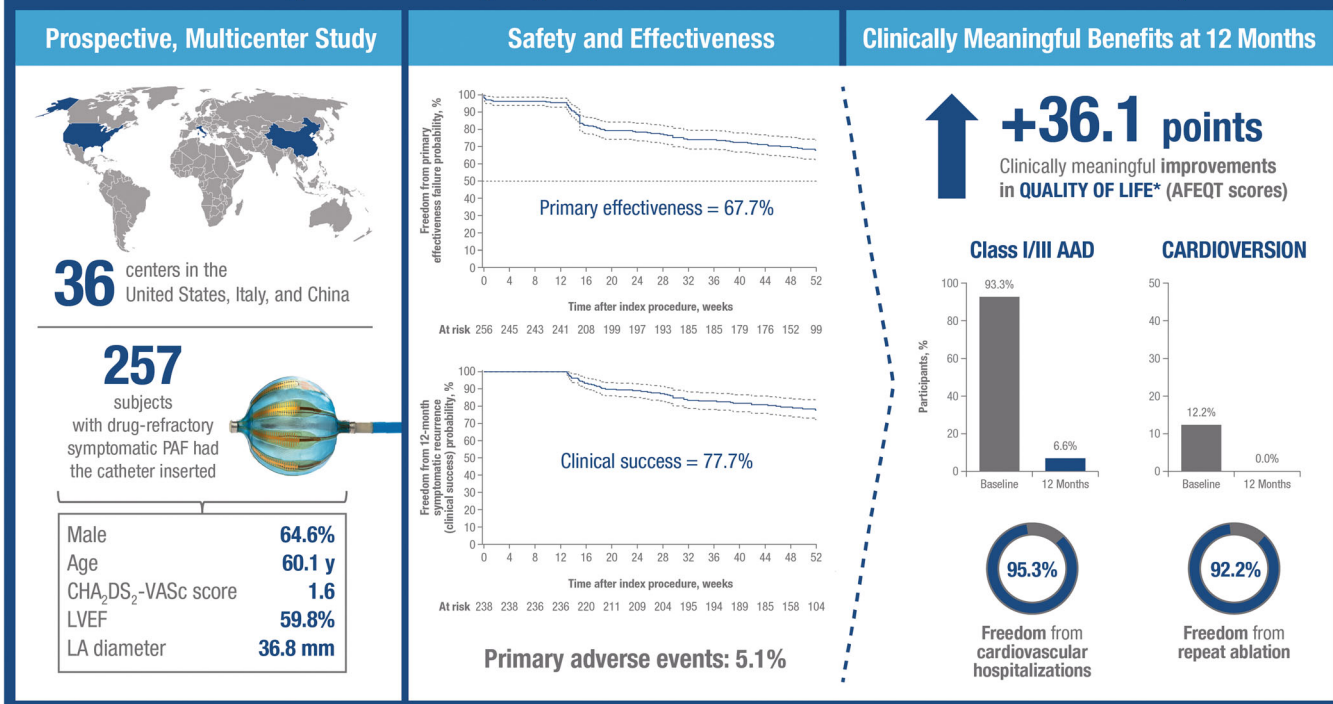 Prospective, Multicenter Study
36
centers in the
United States, Italy, and China
257
subjects
with drug-refractory
symptomatic PAF had
the catheter inserted
Male 64.6%
Age 60.1 y
CHA₂DS₂-VASc score 1.6
LVEF 59.8%
LA diameter 36.8 mm
Safety and Effectiveness
Freedom from primary
effectiveness failure probability, %
100
90
80
70
60
50
40
30
20
10
0
Primary effectiveness = 67.7%
0 4 8 12 16 20 24 28 32 36 40 44 48 52
Time after index procedure, weeks
At risk 256 245 243 241 208 199 197 193 185 185 179 176 152 99
Freedom from 12-month
symptomatic recurrence
(clinical success) probability, %
100
90
80
70
60
50
40
30
20
10
0
Clinical success = 77.7%
0 4 8 12 16 20 24 28 32 36 40 44 48 52
Time after index procedure, weeks
At risk 238 238 236 236 220 211 209 204 195 194 189 185 158 104
Primary adverse events: 5.1%
Clinically Meaningful Benefits at 12 Months
+36.1 points
Clinically meaningful improvements
in QUALITY OF LIFE* (AFEQT scores)
Class I/III AAD
Participants, %
100
80
60
40
20
0
93.3%
6.6%
Baseline 12 Months
CARDIOVERSION
50
40
30
20
10
0
12.2%
0.0%
Baseline 12 Months
95.3%
Freedom from
cardiovascular
hospitalizations
92.2%
Freedom from
repeat ablation